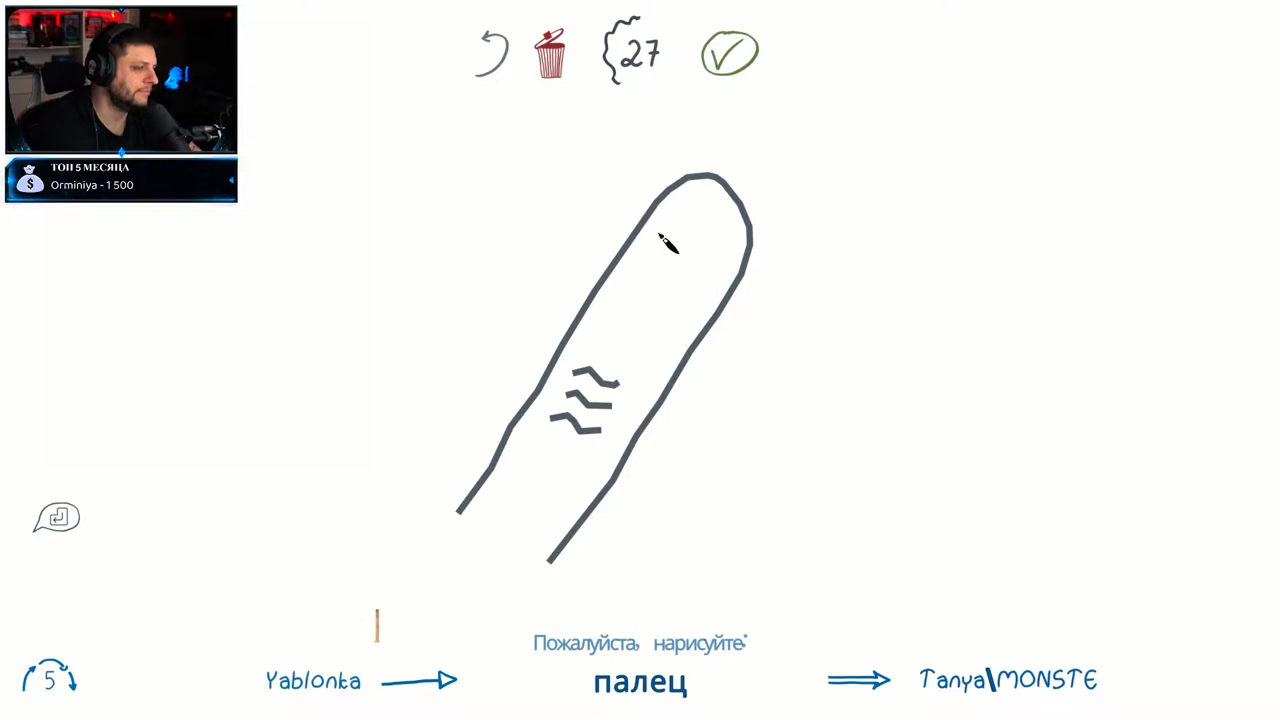 27
ТОП 5 МЕСЯЦА
Orminiya - 1 500
Пожалуйста, нарисуйте:
5
Yablonka
палец
Tanya\MONSTE